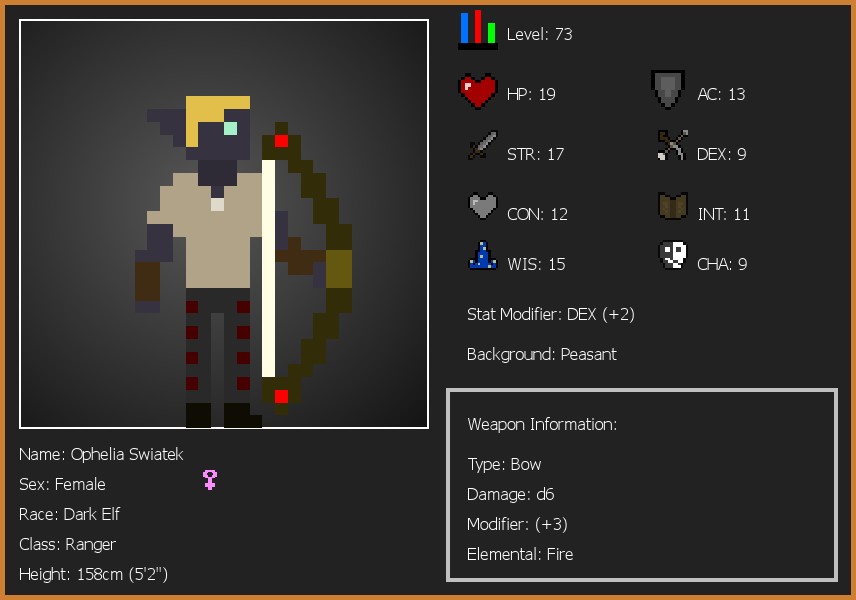 Level: 73
HP: 19
AC: 13
STR: 17
DEX: 9
CON: 12
INT: 11
WIS: 15
CHA: 9
Stat Modifier: DEX (+2)
Background: Peasant
Weapon Information:
Type: Bow
Damage: d6
Modifier: (+3)
Elemental: Fire
Name: Ophelia Swiatek
Sex: Female
Race: Dark Elf
Class: Ranger
Height: 158cm (5'2")